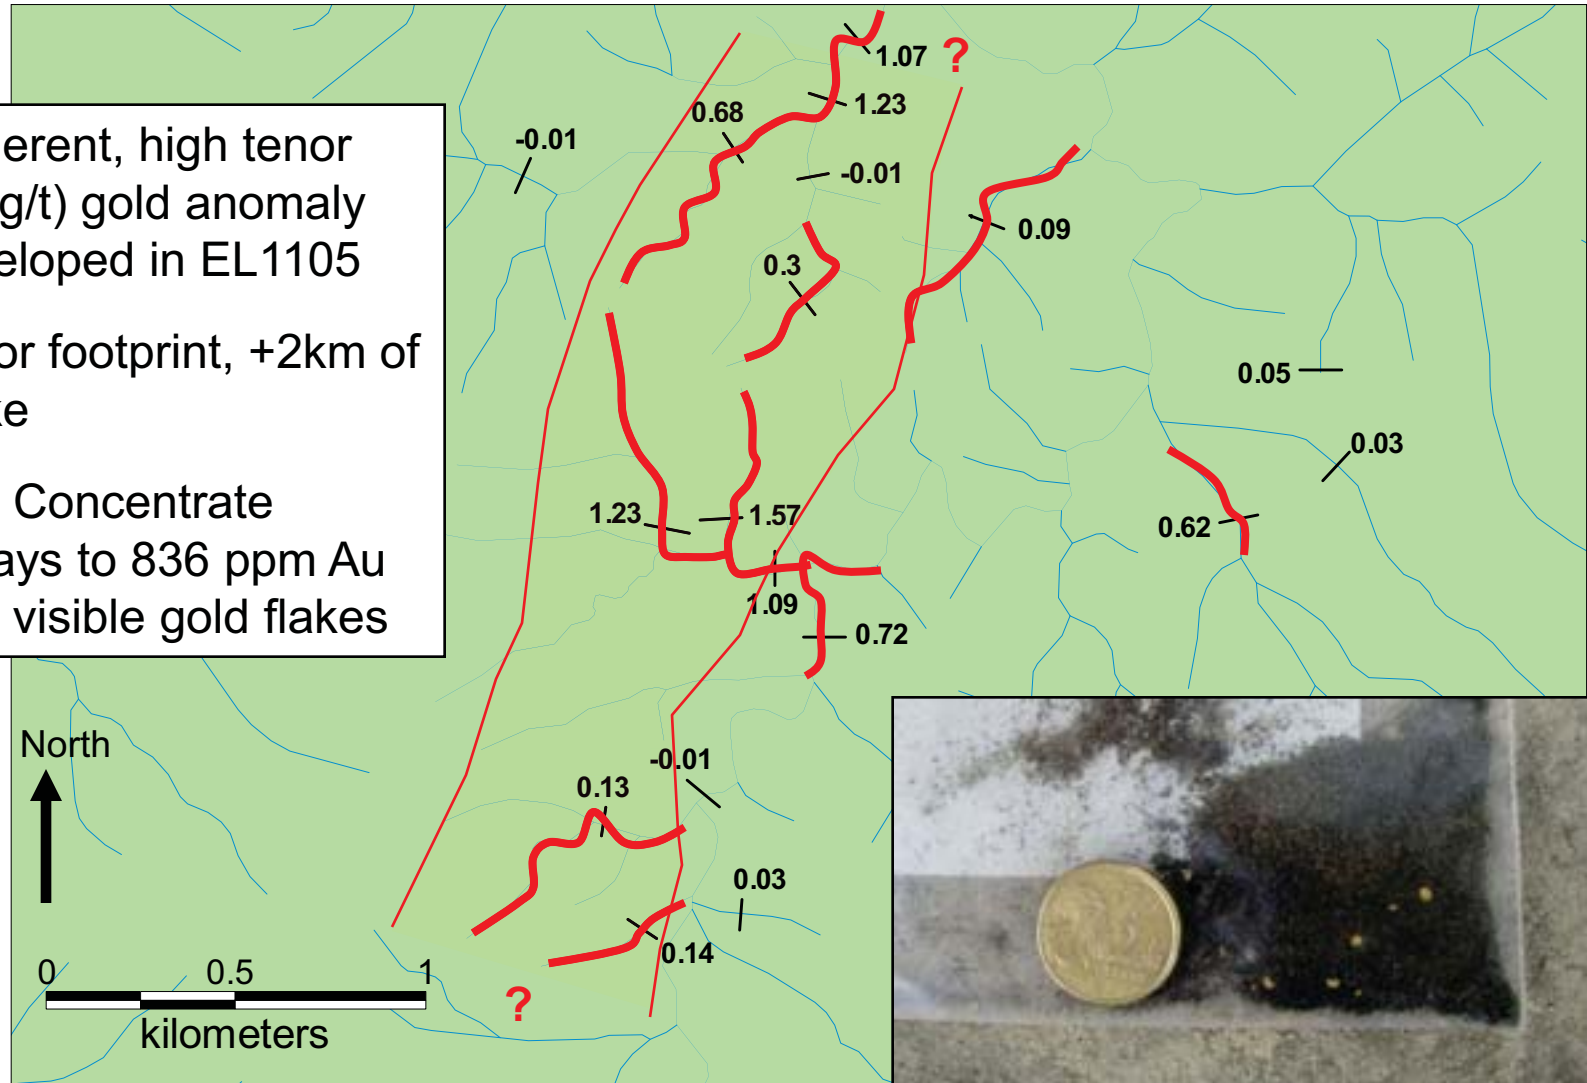 erent, high tenor
g/t) gold anomaly
eloped in EL1105
or footprint, +2km of
ke
Concentrate
ays to 836 ppm Au
visible gold flakes
1.07
?
1.23
0.68
-0.01
-0.01
0.09
0.3
0.05
0.03
1.23
1.57
0.62
1.09
0.72
North
-0.01
0.13
0.03
0.14
0 0.5 1
kilometers
?